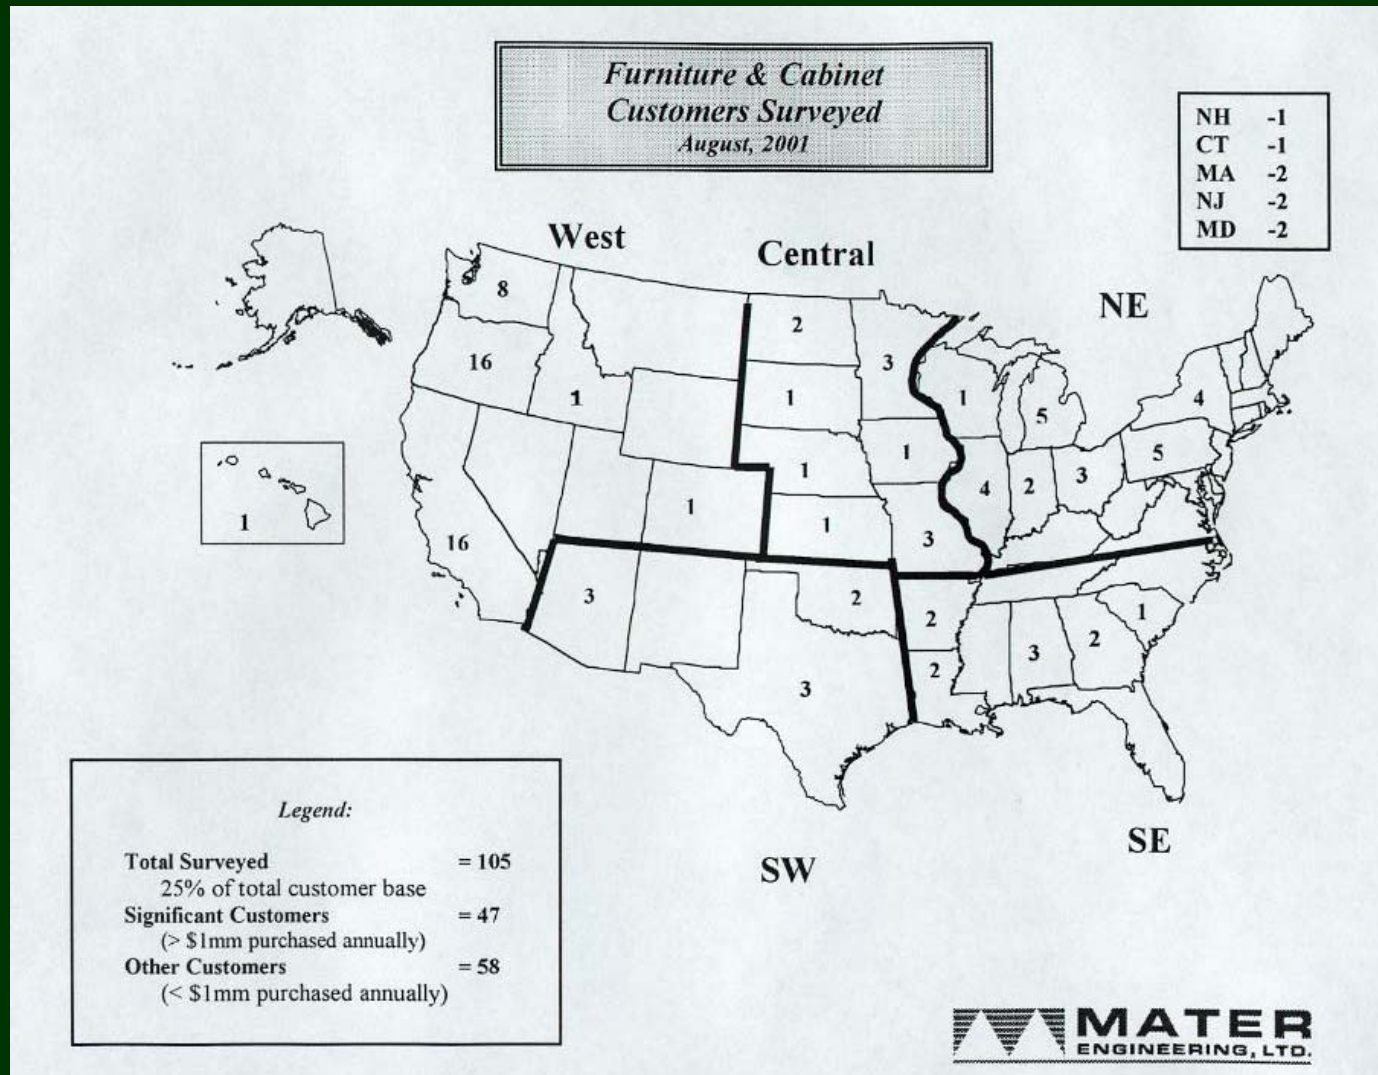 Furniture & Cabinet
Customers Surveyed
August, 2001
NH -1
CT -1
MA -2
NJ -2
MD -2
West
Central
NE
8
2
16
3
1
1
1
5
4
1
1
5
1
4
2
3
1
1
16
3
1
3
2
2
1
3
2
2
3
SW
SE
Legend:
Total Surveyed = 105
25% of total customer base
Significant Customers = 47
(> $1mm purchased annually)
Other Customers = 58
(< $1mm purchased annually)
MATER
ENGINEERING, LTD.